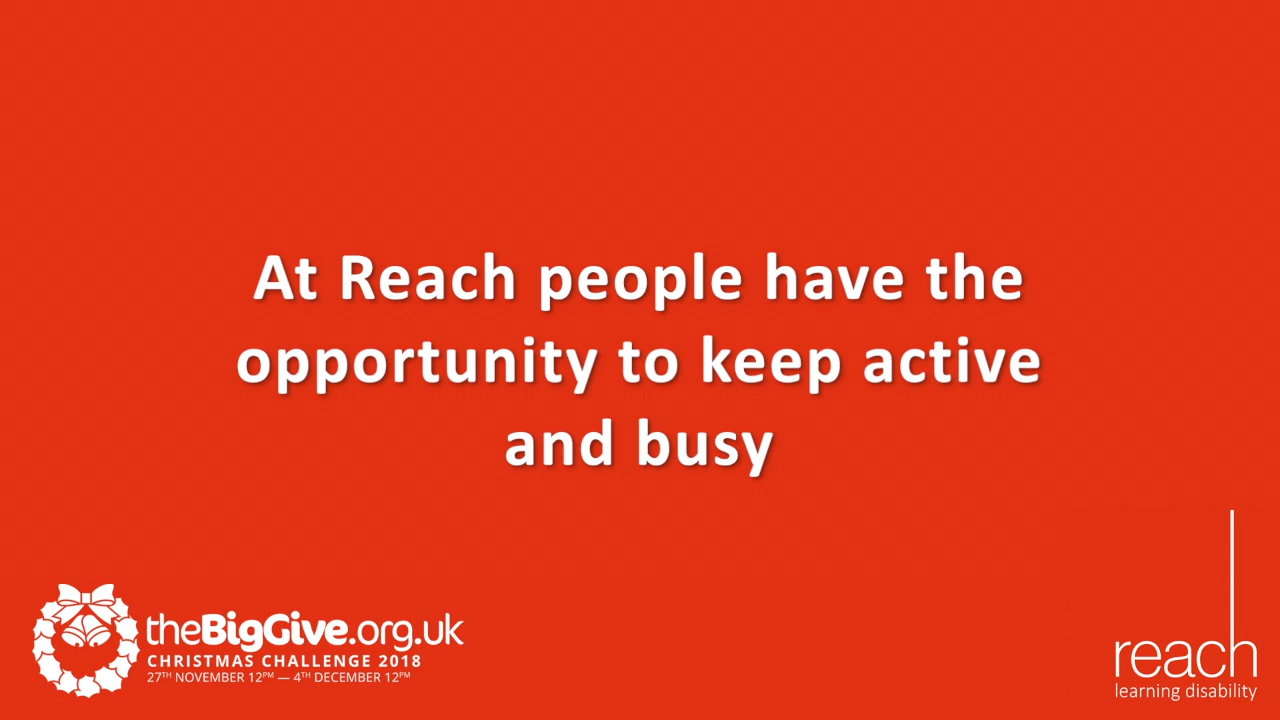 At Reach people have the
opportunity to keep active
and busy
theBigGive.org.uk
CHRISTMAS CHALLENGE 2018
27TH NOVEMBER 12PM — 4TH DECEMBER 12PM
reach
learning disability